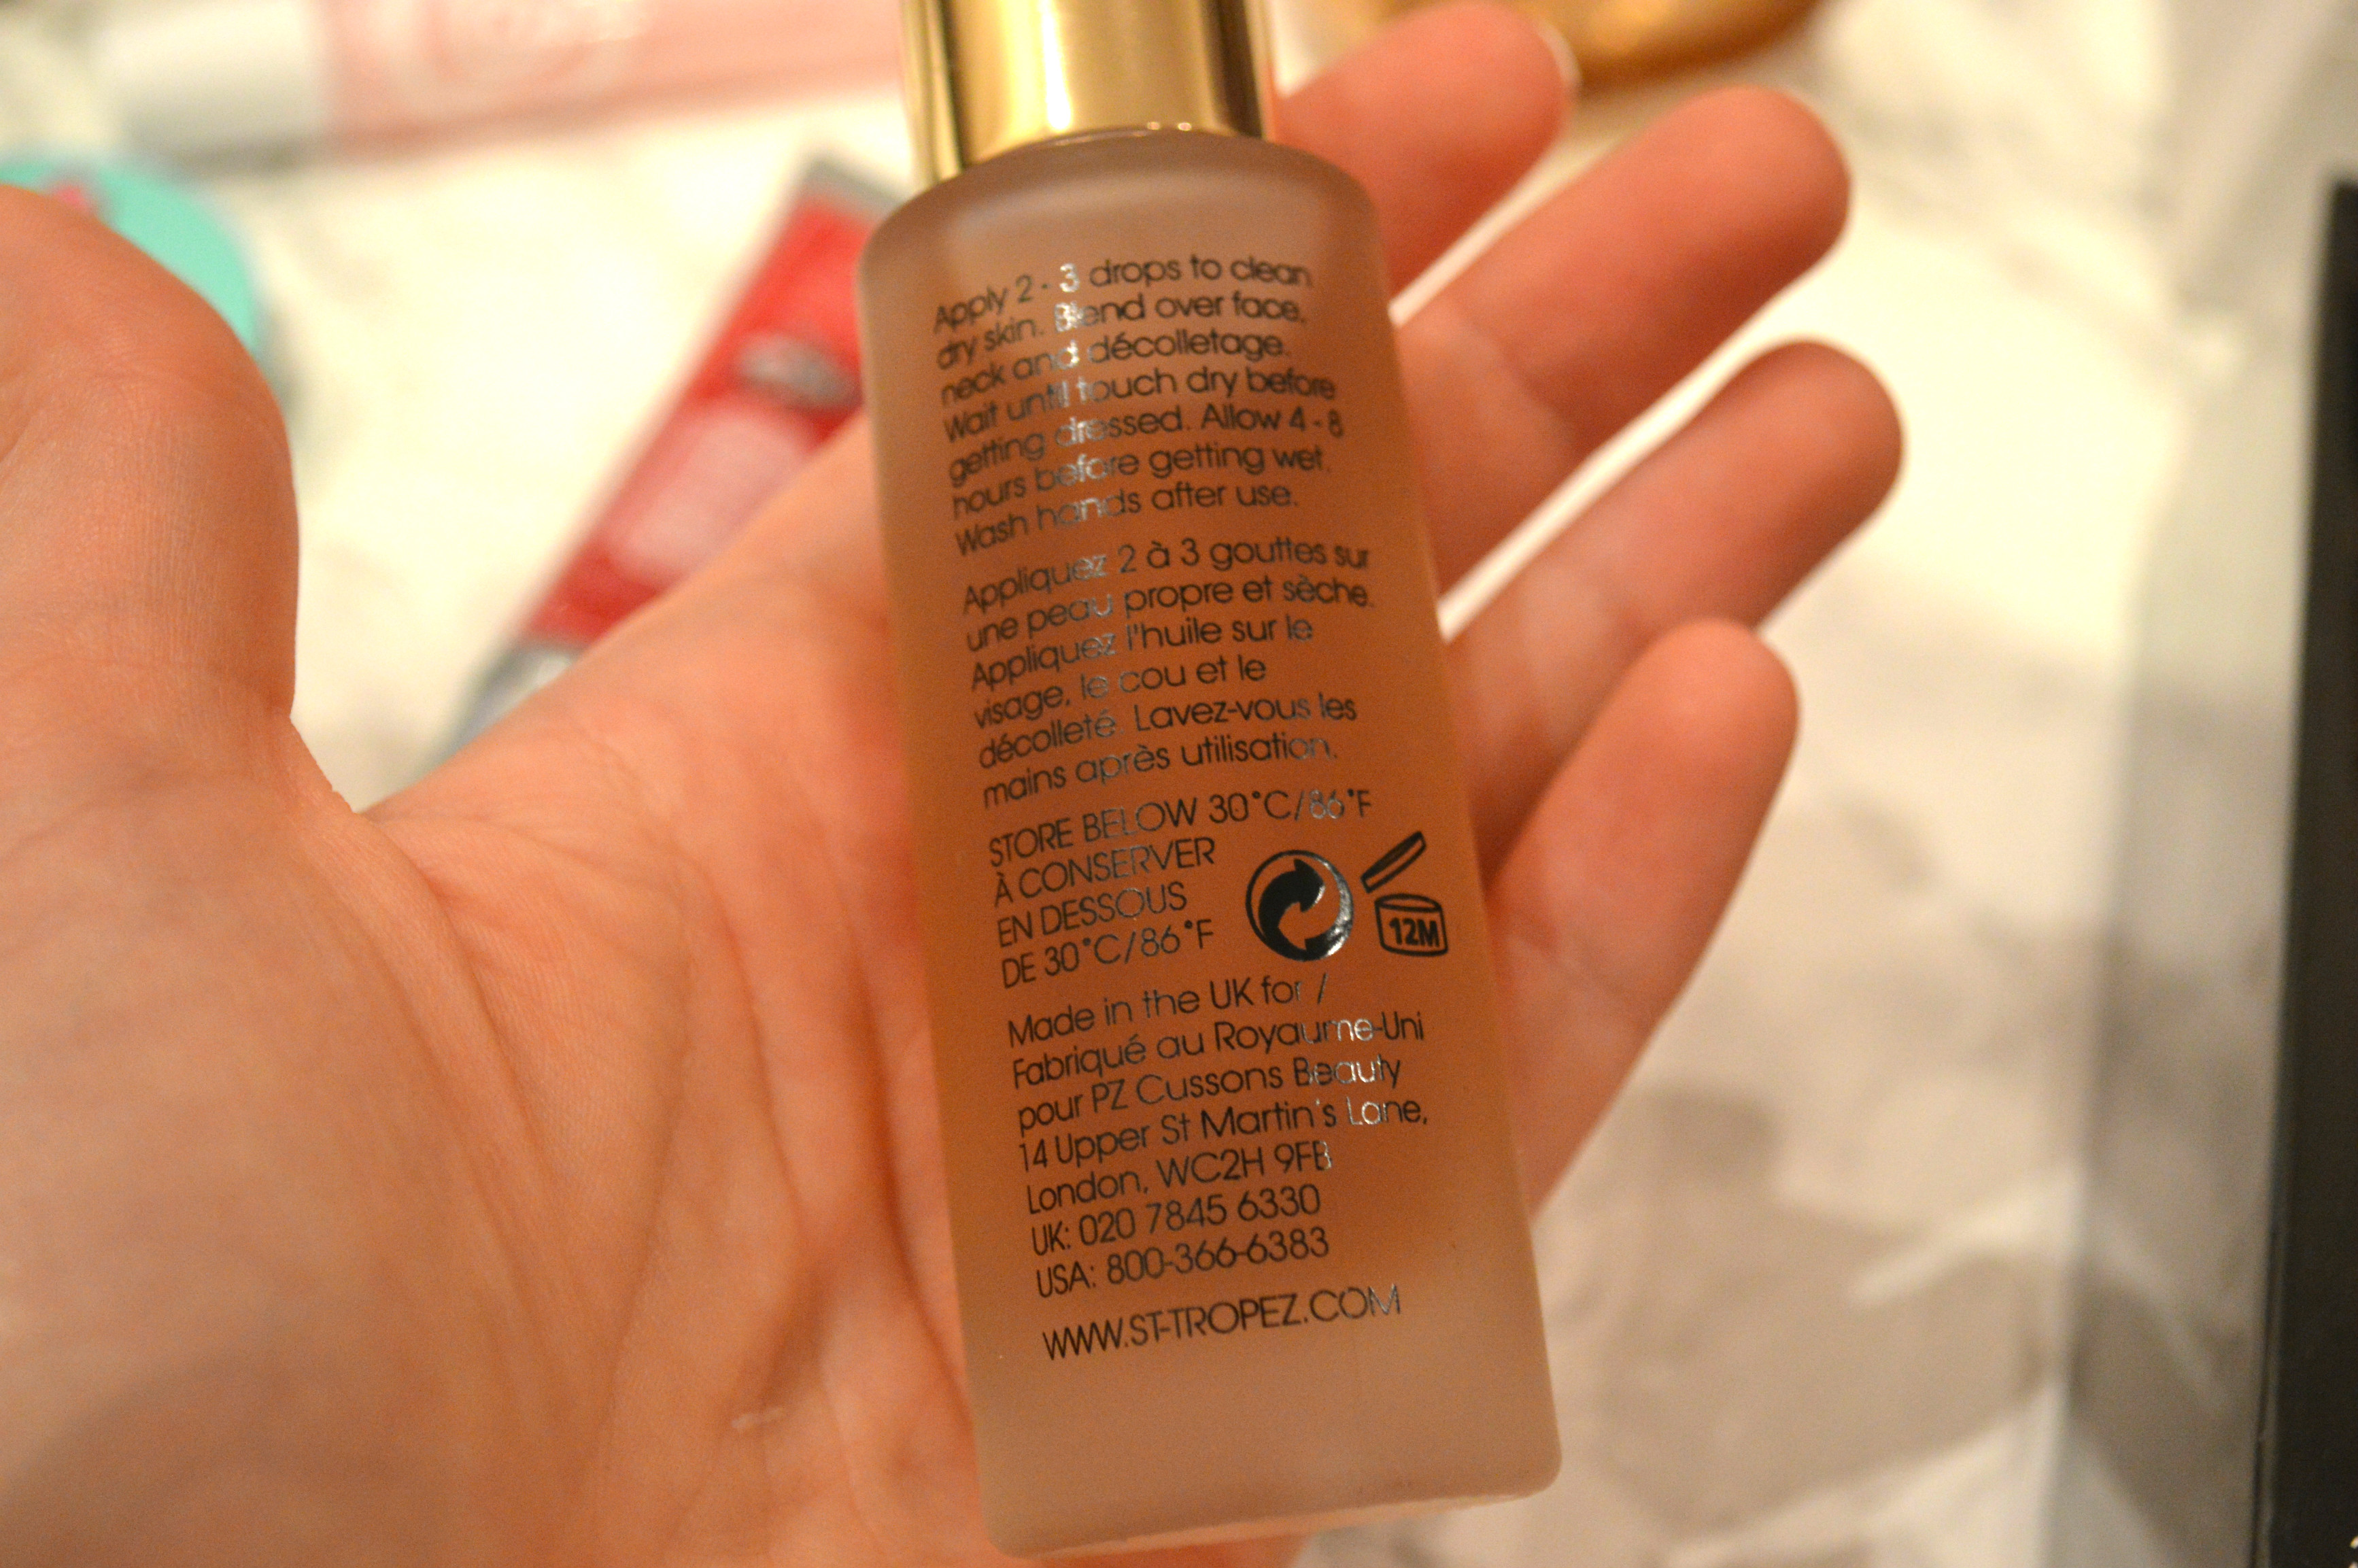 Apply 2 - 3 drops to clean
dry skin. Blend over face,
neck and décolletage.
Wait until touch dry before
getting dressed. Allow 4 - 8
hours before getting wet.
Wash hands after use.
Appliquez 2 à 3 gouttes sur
une peau propre et sèche.
Appliquez l'huile sur le
visage, le cou et le
décolleté. Lavez-vous les
mains après utilisation.
STORE BELOW 30°C/86°F
À CONSERVER
EN DESSOUS
DE 30°C/86°F
12M
Made in the UK for /
Fabriqué au Royaume-Uni
pour PZ Cussons Beauty
14 Upper St Martin's Lane,
London, WC2H 9FB
UK: 020 7845 6330
USA: 800-366-6383
WWW.ST-TROPEZ.COM